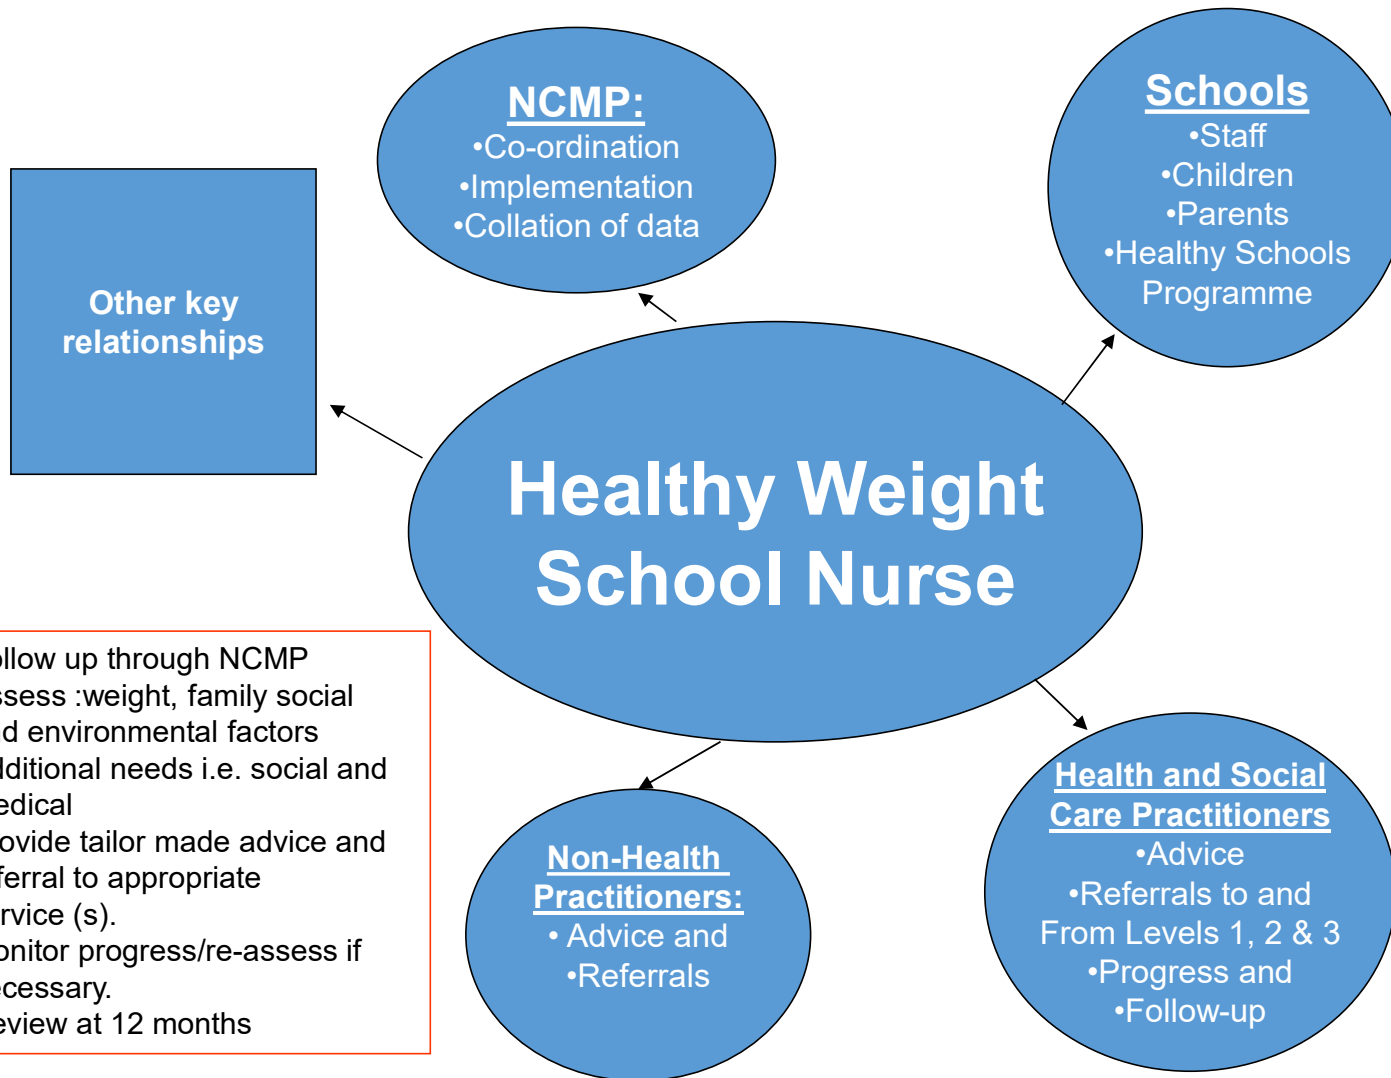 NCMP:
•Co-ordination
•Implementation
•Collation of data
Schools
•Staff
•Children
•Parents
•Healthy Schools
Programme
Other key
relationships
Healthy Weight
School Nurse
ollow up through NCMP
ssess :weight, family social
nd environmental factors
dditional needs i.e. social and
edical
ovide tailor made advice and
ferral to appropriate
rvice (s).
onitor progress/re-assess if
ecessary.
eview at 12 months
Non-Health
Practitioners:
• Advice and
•Referrals
Health and Social
Care Practitioners
•Advice
•Referrals to and
From Levels 1, 2 & 3
•Progress and
•Follow-up